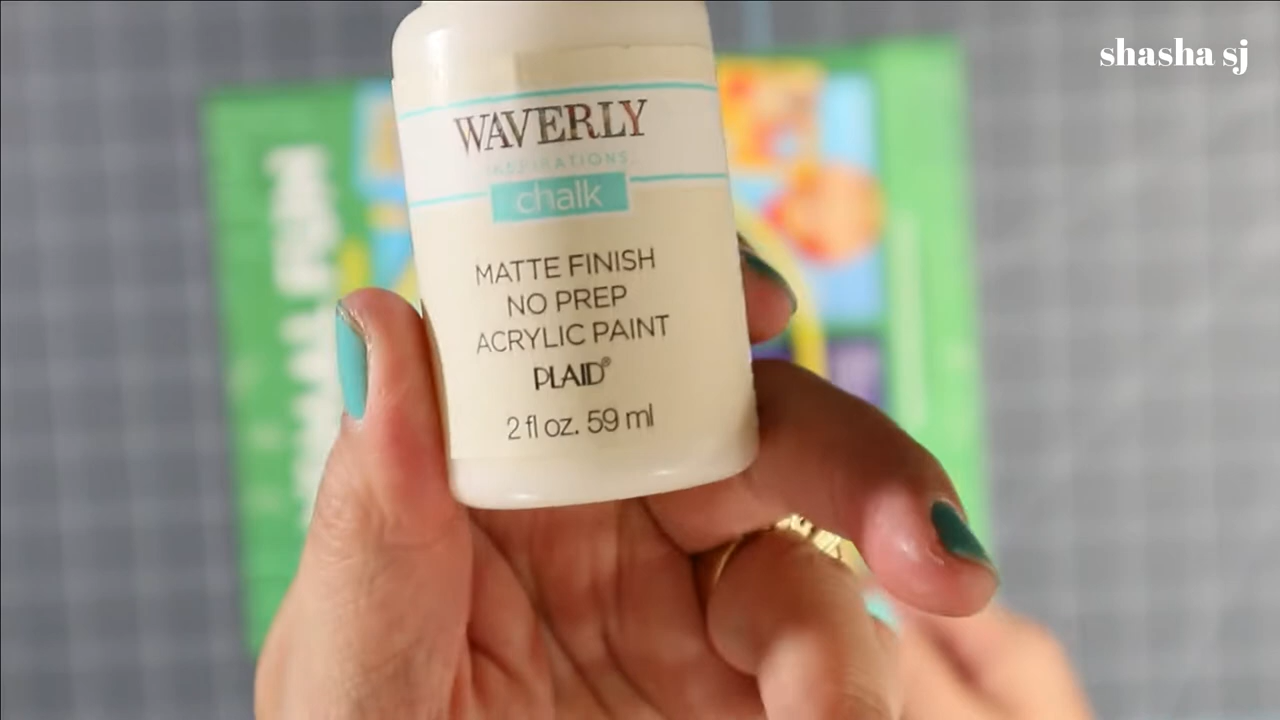 shasha sj
WAVERLY
INSPIRATIONS
chalk
MATTE FINISH
NO PREP
ACRYLIC PAINT
PLAID®
2 fl oz. 59 ml